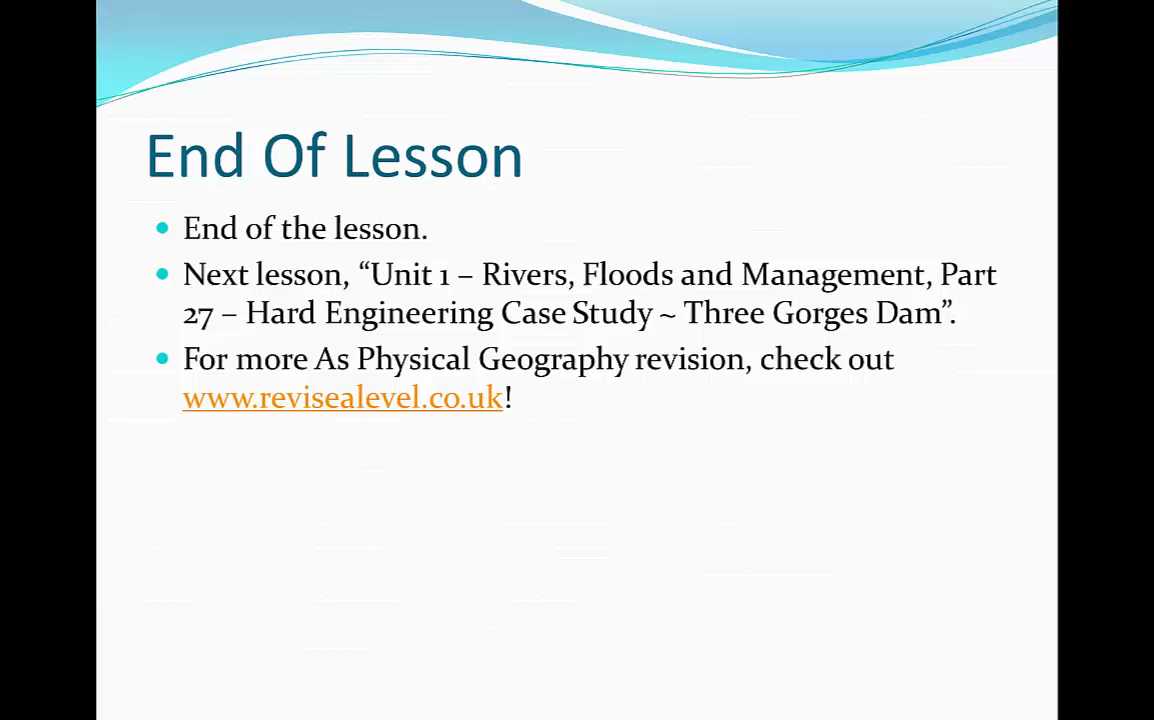 End Of Lesson
End of the lesson.
Next lesson, “Unit 1 – Rivers, Floods and Management, Part
27 – Hard Engineering Case Study ~ Three Gorges Dam”.
For more As Physical Geography revision, check out
www.revisealevel.co.uk!